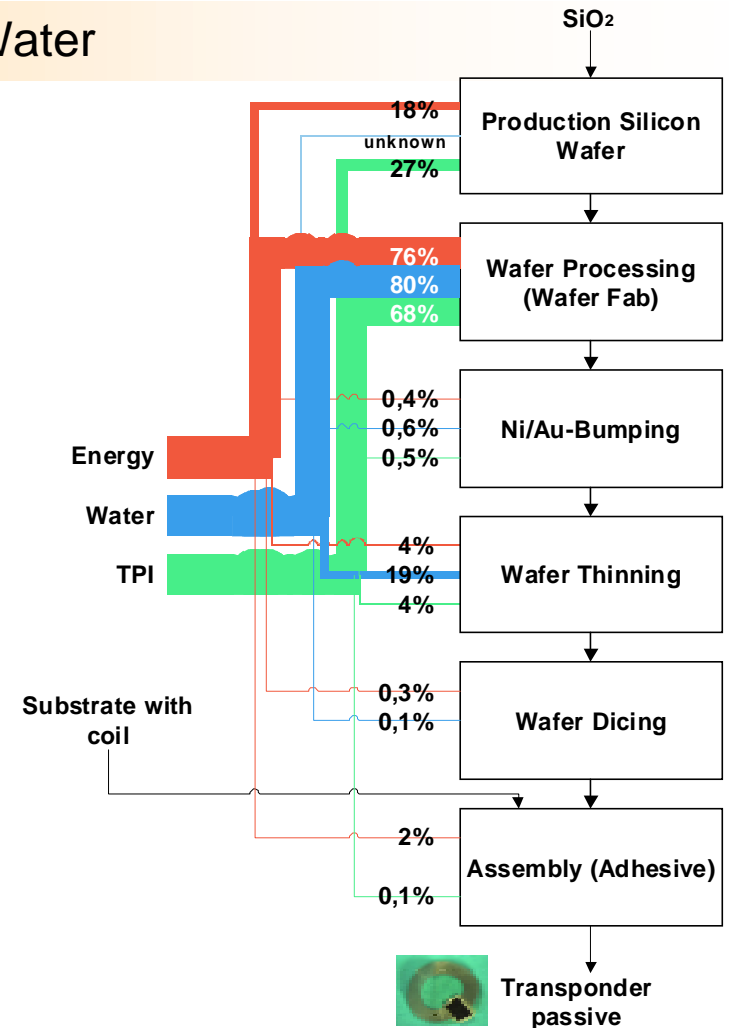 SiO2
18%
unknown
27%
Production Silicon
Wafer
76%
80%
68%
Wafer Processing
(Wafer Fab)
0,4%
0,6%
0,5%
Ni/Au-Bumping
Energy
Water
TPI
4%
19%
4%
Wafer Thinning
0,3%
0,1%
Wafer Dicing
Substrate with
coil
2%
0,1%
Assembly (Adhesive)
Transponder
passive